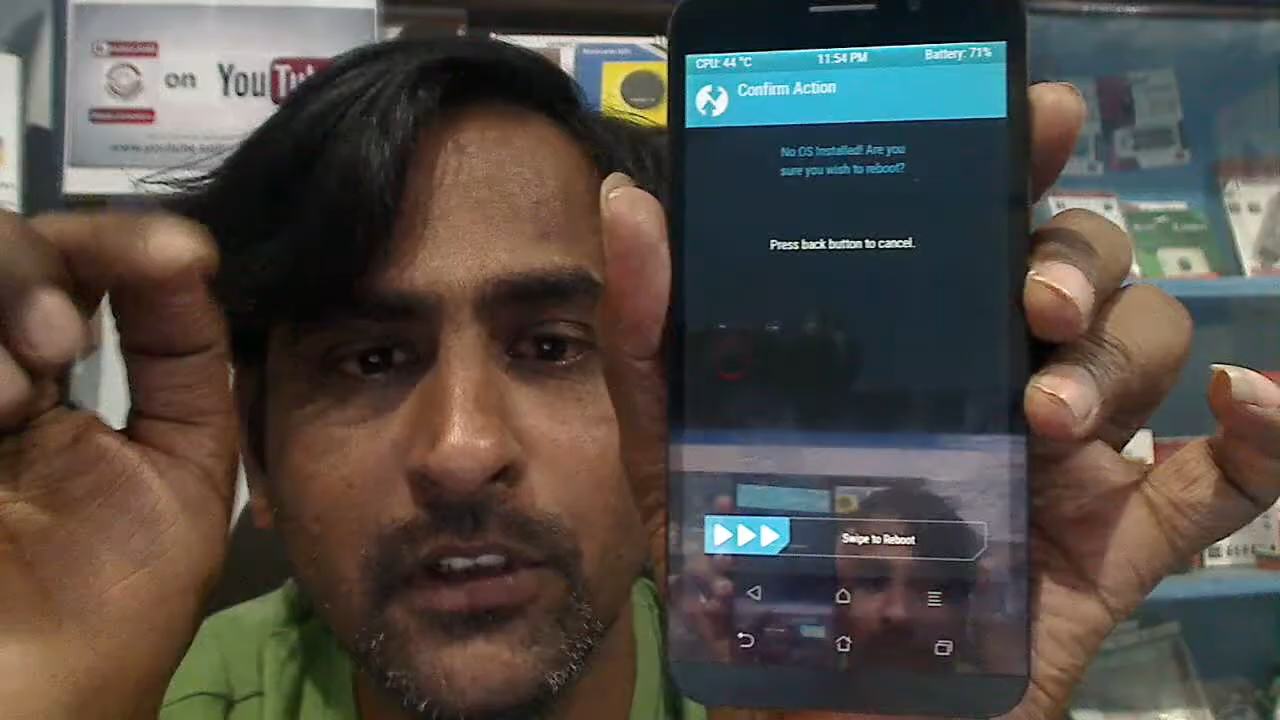 on YouTube
CPU: 44 °C
11:54 PM
Battery: 71%
Confirm Action
No OS Installed! Are you
sure you wish to reboot?
Press back button to cancel.
Swipe to Reboot